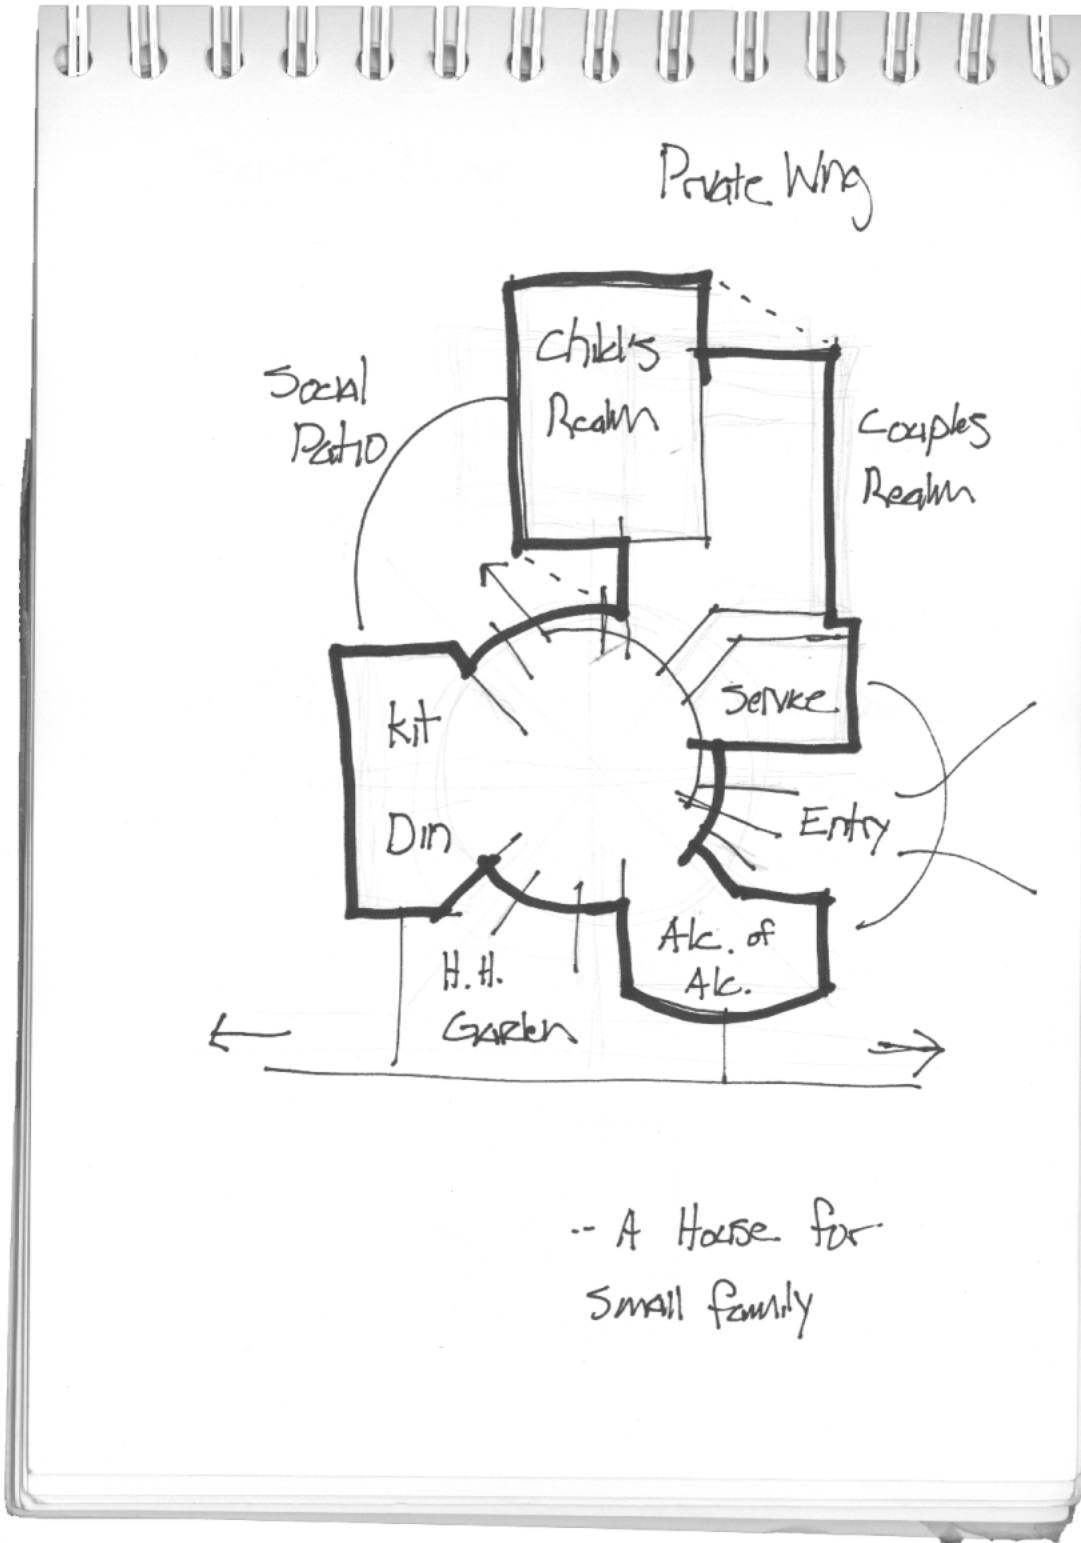 Private Wing
Child's
Realm
Social
Patio
Couples
Realm
Service
Kit
Din
Entry
Alc. of
Alc.
H.H.
Garden
-- A House for
Small family